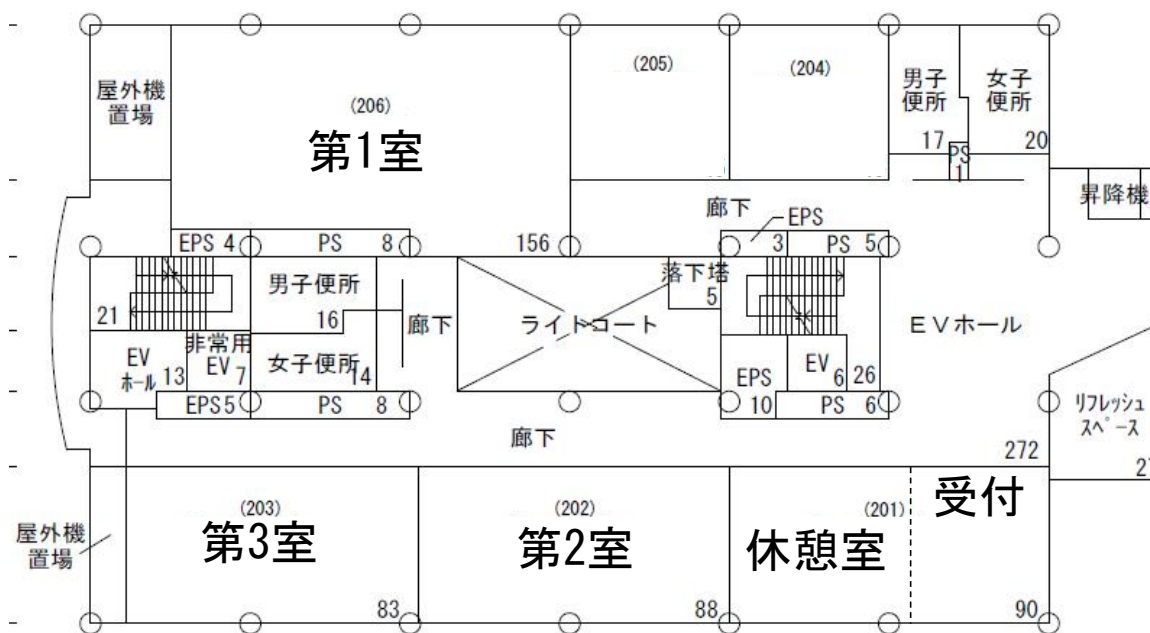 屋外機
置場
(206)
第1室
(205)
(204)
男子
便所
17
女子
便所
20
PS
1
昇降機
廊下
EPS
EPS 4
PS 8
156
3
PS 5
21
男子便所
16
廊下
ライトコート
落下塔
5
EVホール
EV
ホール
13
非常用
EV 7
女子便所
14
EPS
10
EV
6
26
EPS5
PS 8
PS 6
リフレッシュ
スペース
廊下
272
屋外機
置場
(203)
第3室
83
(202)
第2室
88
(201)
休憩室
受付
90